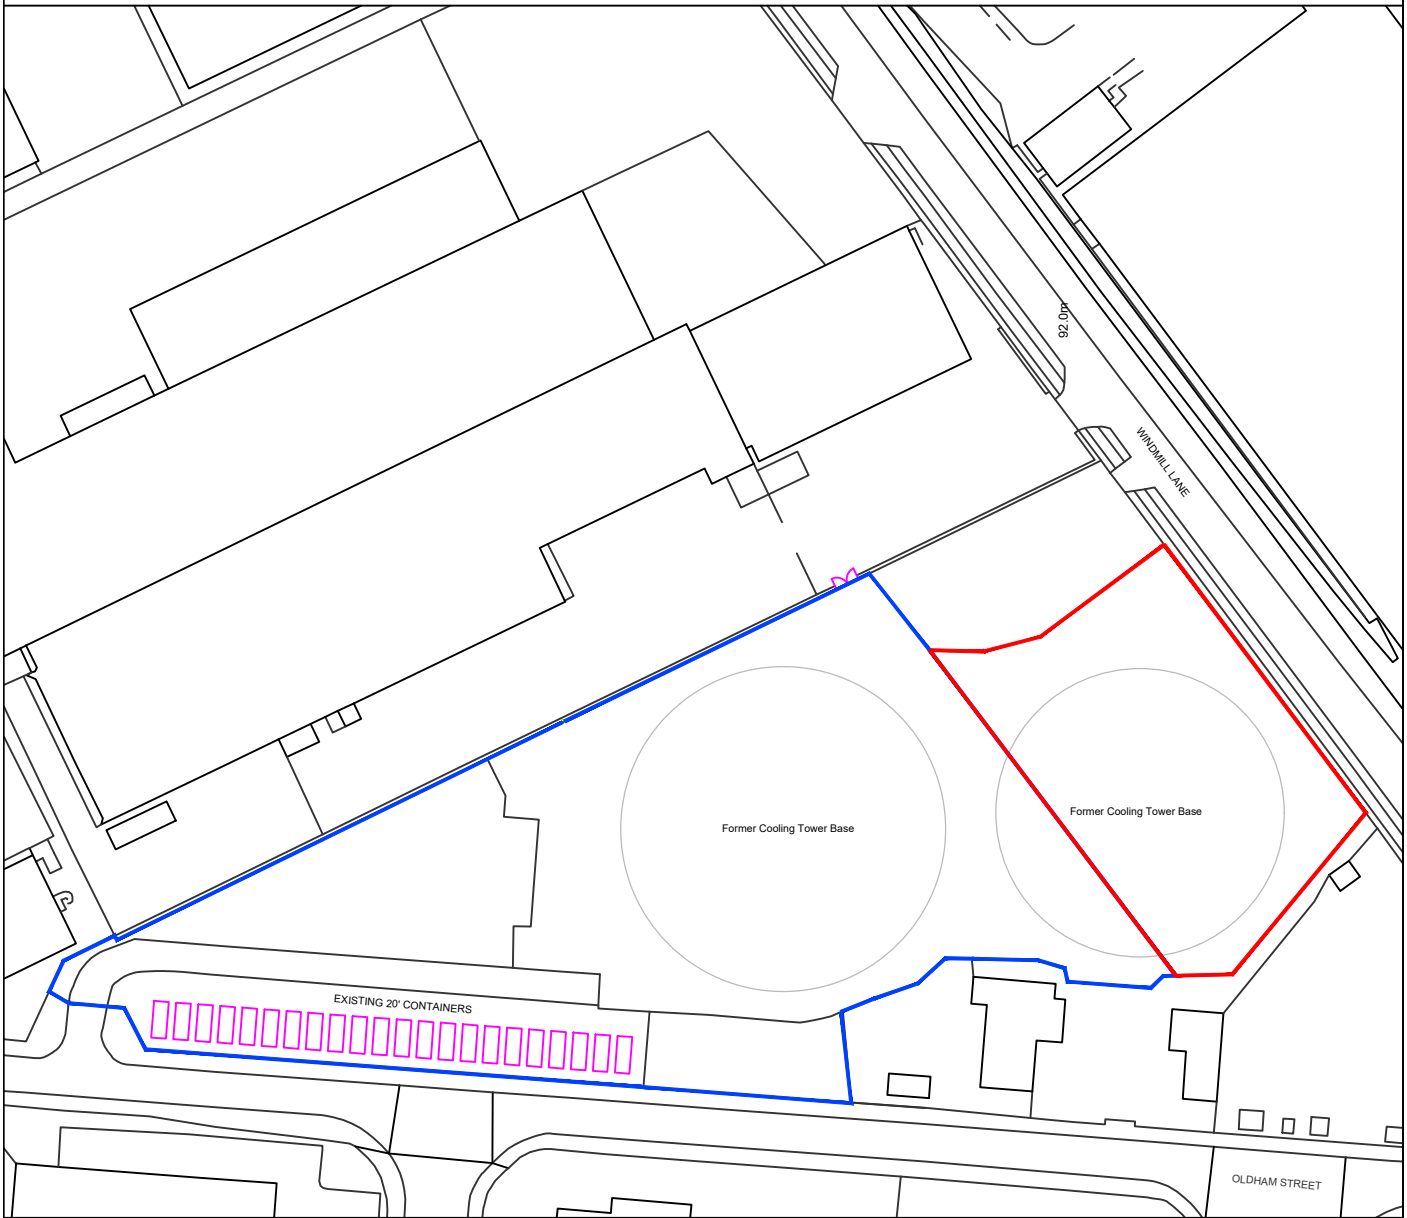 92.0m
WINDMILL LANE
Former Cooling Tower Base
Former Cooling Tower Base
EXISTING 20' CONTAINERS
OLDHAM STREET